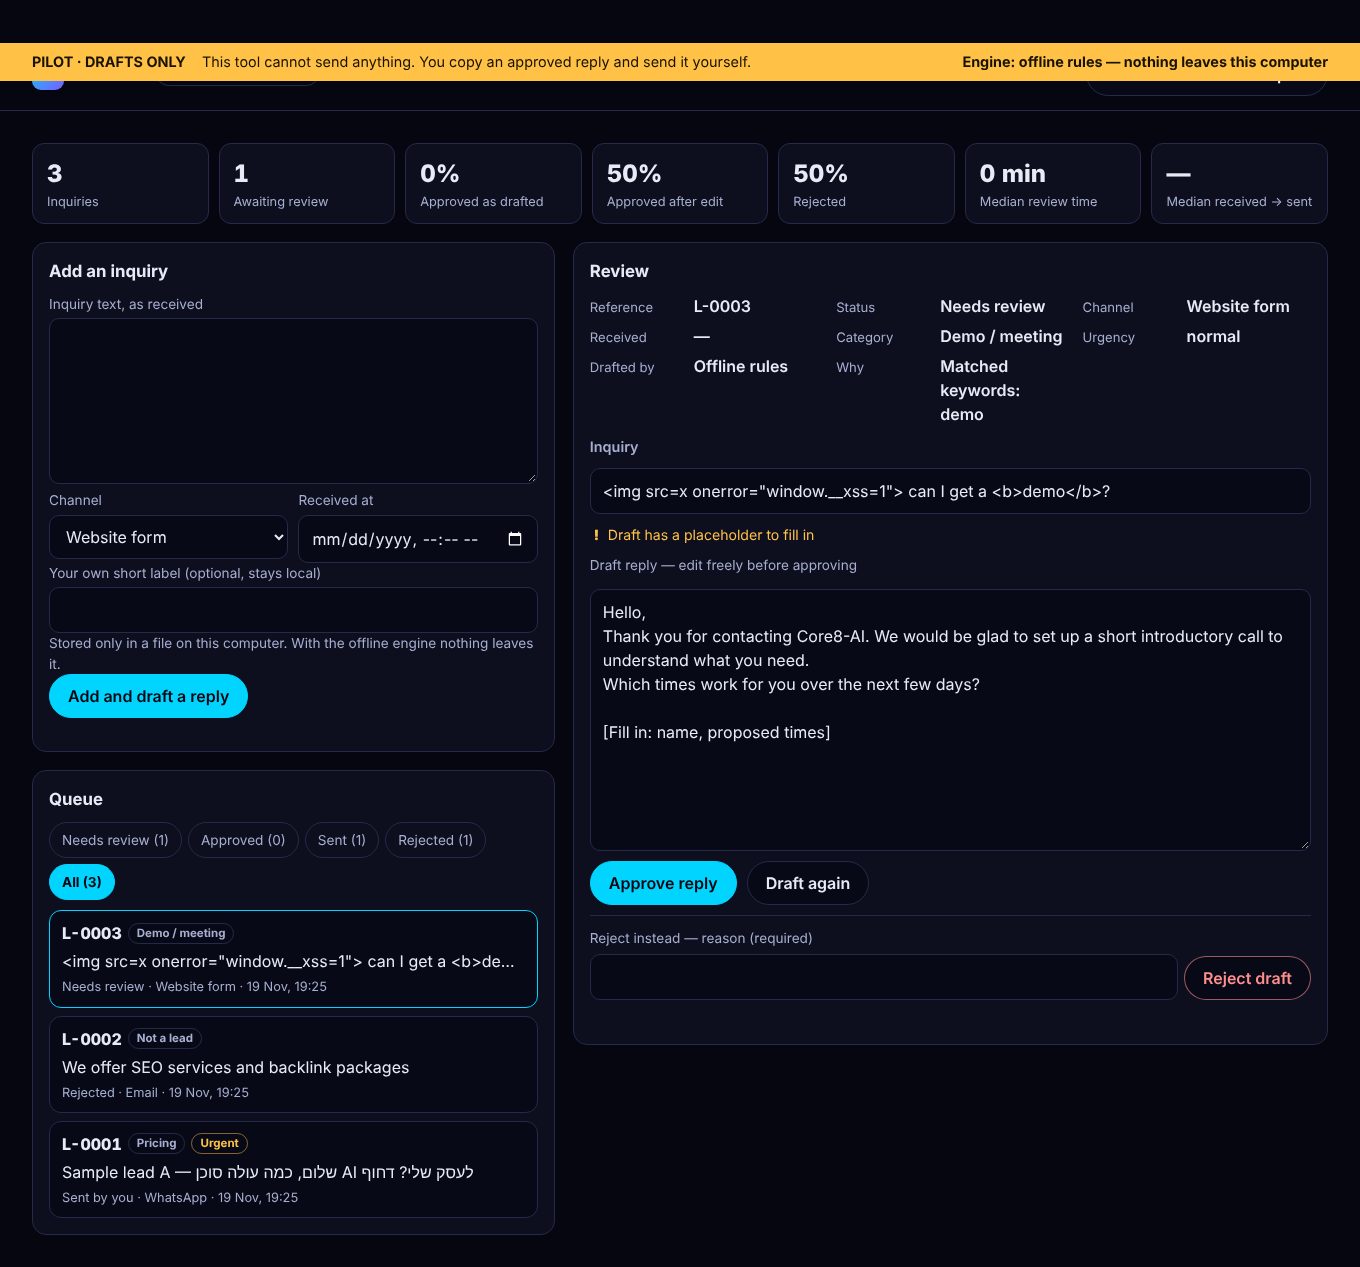 PILOT · DRAFTS ONLY This tool cannot send anything. You copy an approved reply and send it yourself. Engine: offline rules — nothing leaves this computer
3
Inquiries
1
Awaiting review
0%
Approved as drafted
50%
Approved after edit
50%
Rejected
0 min
Median review time
—
Median received → sent
Add an inquiry
Inquiry text, as received
Channel
Website form
Received at
mm/dd/yyyy, --:-- --
Your own short label (optional, stays local)
Stored only in a file on this computer. With the offline engine nothing leaves
it.
Add and draft a reply
Queue
Needs review (1)
Approved (0)
Sent (1)
Rejected (1)
All (3)
L-0003 Demo / meeting
<img src=x onerror="window.__xss=1"> can I get a <b>de...
Needs review · Website form · 19 Nov, 19:25
L-0002 Not a lead
We offer SEO services and backlink packages
Rejected · Email · 19 Nov, 19:25
L-0001 Pricing Urgent
Sample lead A — שלום, כמה עולה סוכן AI לעסק שלי? דחוף
Sent by you · WhatsApp · 19 Nov, 19:25
Review
Reference L-0003 Status Needs review Channel Website form
Received — Category Demo / meeting Urgency normal
Drafted by Offline rules Why Matched
keywords:
demo
Inquiry
<img src=x onerror="window.__xss=1"> can I get a <b>demo</b>?
! Draft has a placeholder to fill in
Draft reply — edit freely before approving
Hello,
Thank you for contacting Core8-AI. We would be glad to set up a short introductory call to
understand what you need.
Which times work for you over the next few days?
[Fill in: name, proposed times]
Approve reply
Draft again
Reject instead — reason (required)
Reject draft